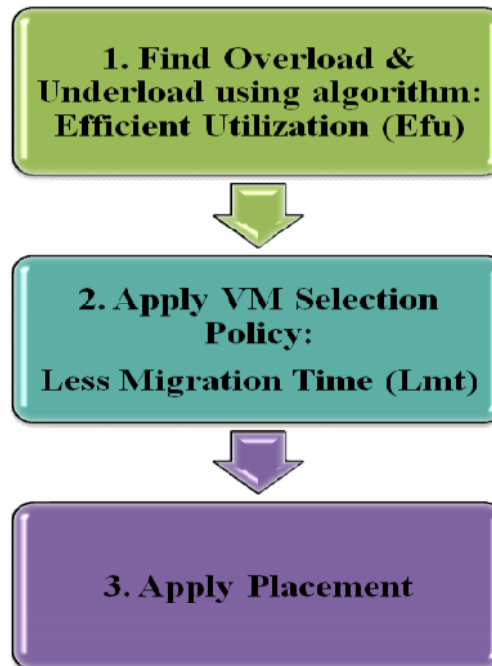 1. Find Overload &
Underload using algorithm:
Efficient Utilization (Efu)
2. Apply VM Selection
Policy:
Less Migration Time (Lmt)
3. Apply Placement